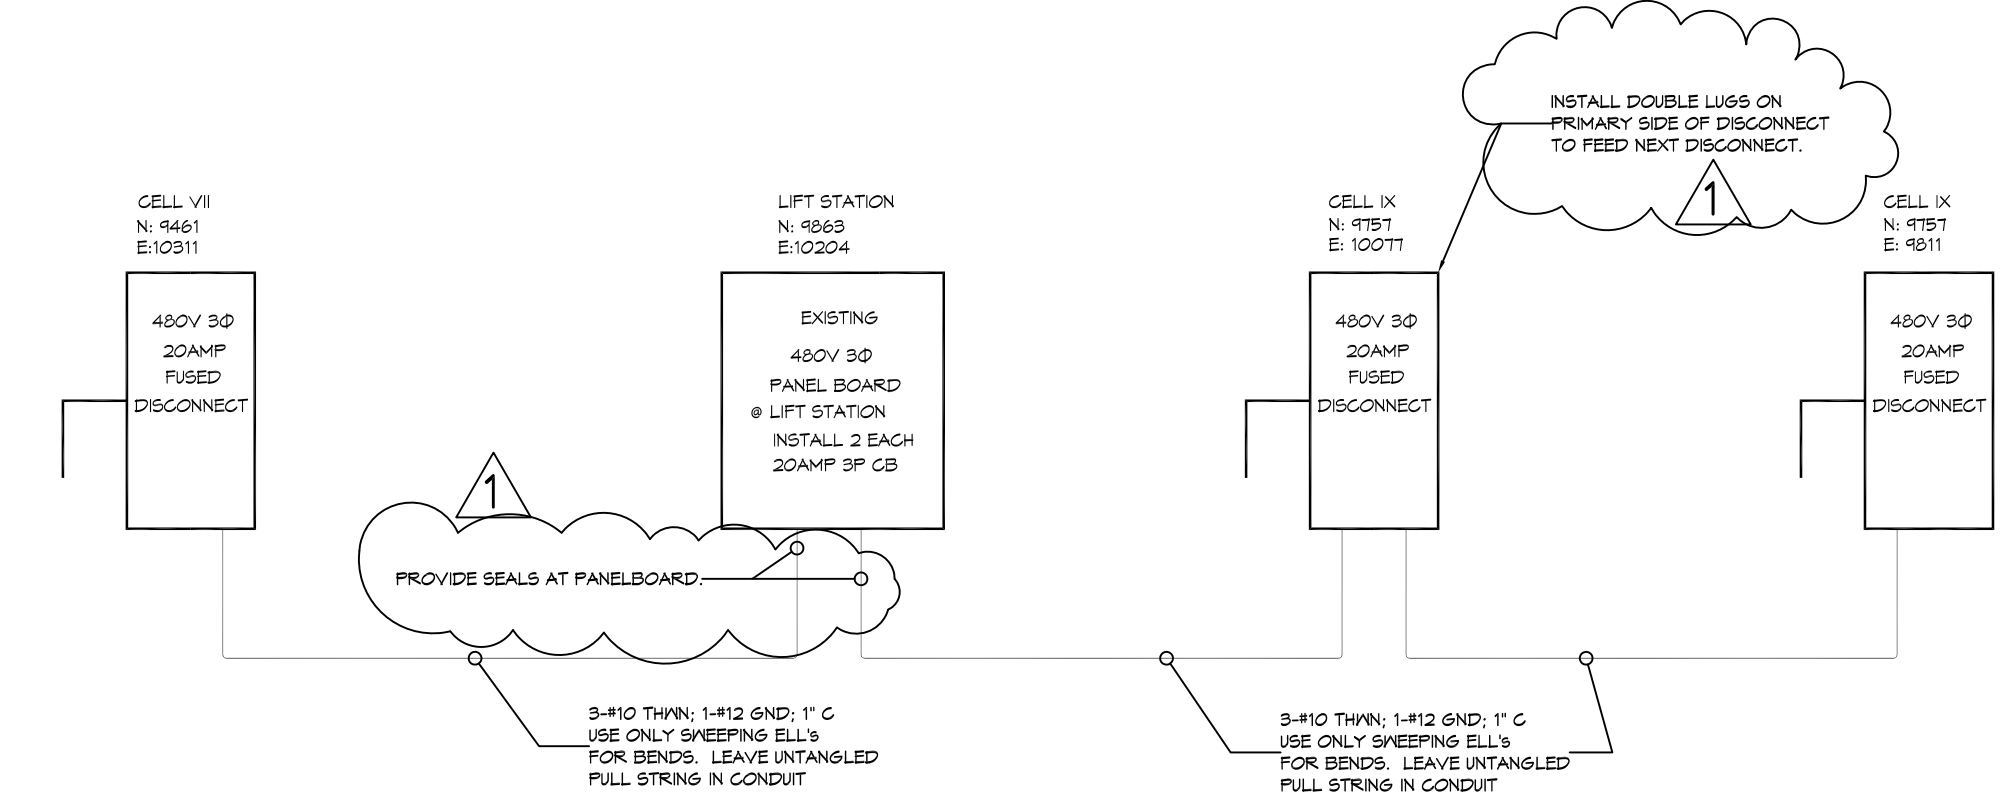 INSTALL DOUBLE LUGS ON
PRIMARY SIDE OF DISCONNECT
TO FEED NEXT DISCONNECT.
1
CELL VII
N: 9461
E:10311
480V 3Φ
20AMP
FUSED
DISCONNECT
LIFT STATION
N: 9863
E:10204
EXISTING
480V 3Φ
PANEL BOARD
@ LIFT STATION
INSTALL 2 EACH
20AMP 3P CB
CELL IX
N: 9757
E: 10077
480V 3Φ
20AMP
FUSED
DISCONNECT
CELL IX
N: 9757
E: 9811
480V 3Φ
20AMP
FUSED
DISCONNECT
1
PROVIDE SEALS AT PANELBOARD.
3-#10 THWN; 1-#12 GND; 1" C
USE ONLY SWEEPING ELL's
FOR BENDS. LEAVE UNTANGLED
PULL STRING IN CONDUIT
3-#10 THWN; 1-#12 GND; 1" C
USE ONLY SWEEPING ELL's
FOR BENDS. LEAVE UNTANGLED
PULL STRING IN CONDUIT